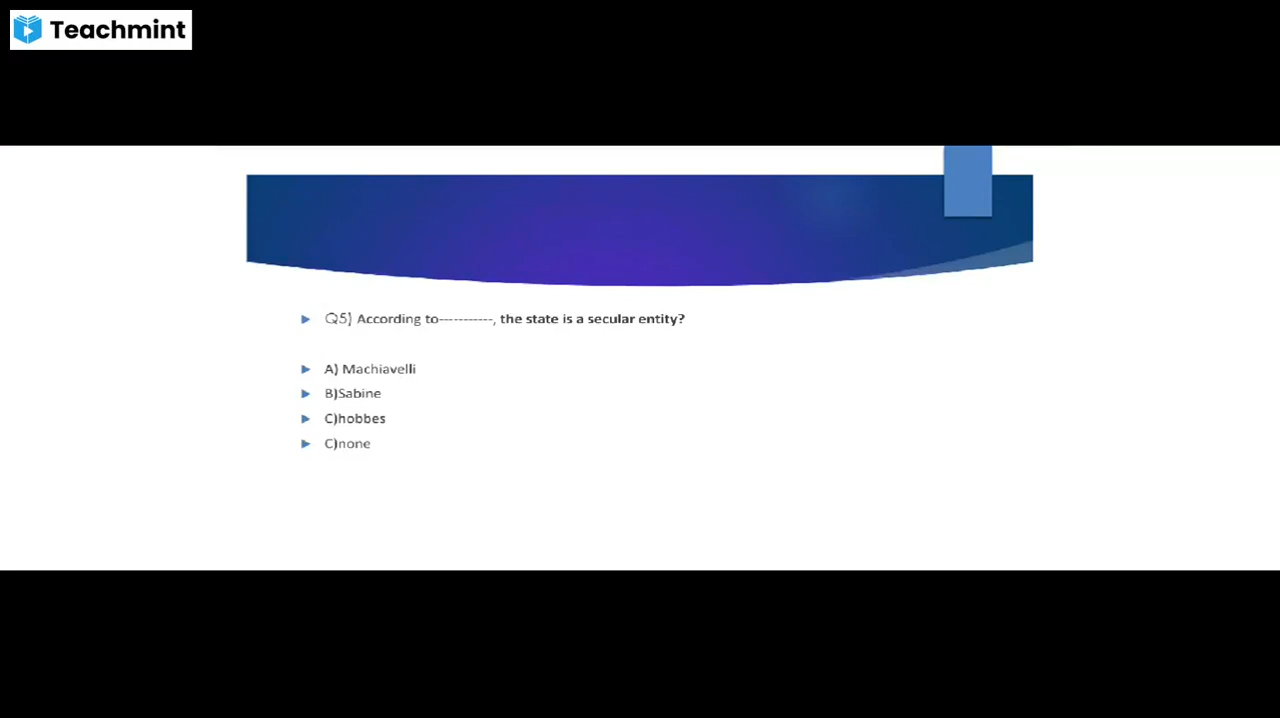 Teachmint
Q5) According to-----------, the state is a secular entity?
A) Machiavelli
B)Sabine
C)hobbes
C)none